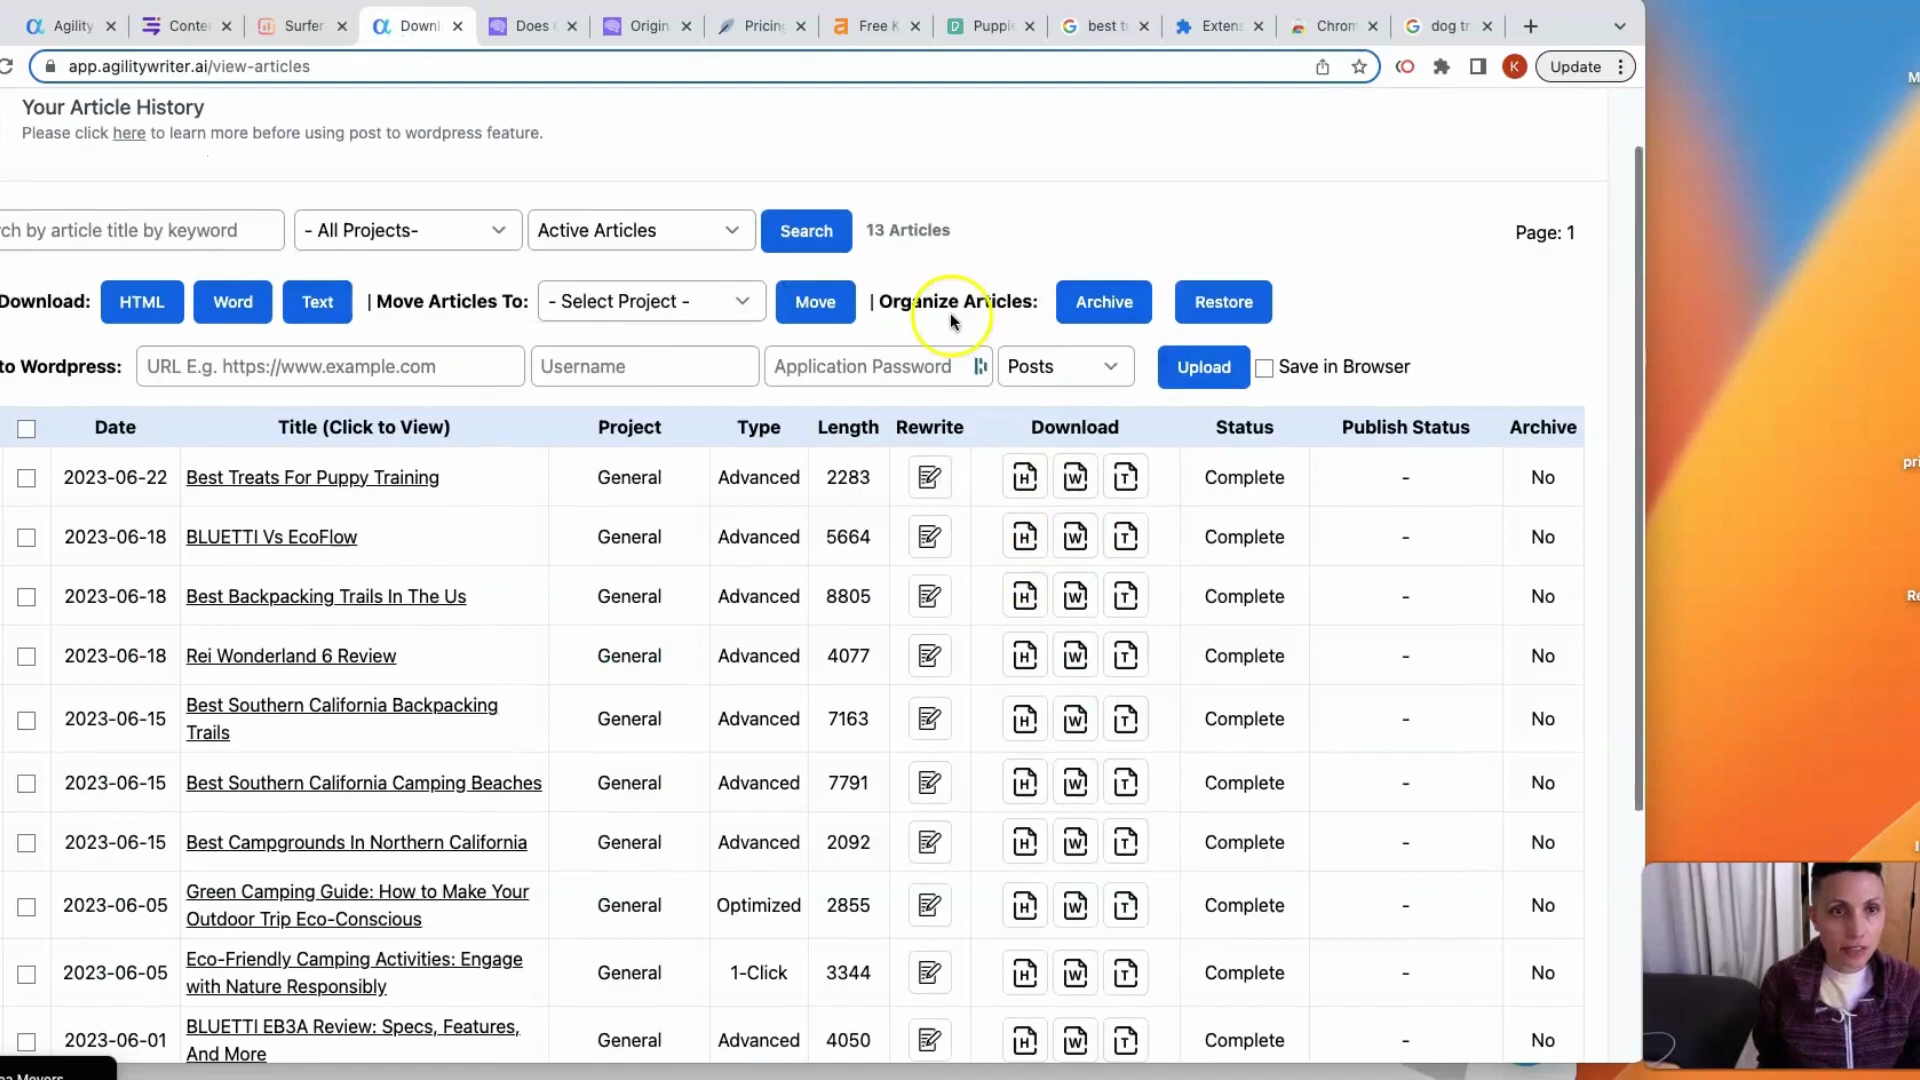 Agility
Conter
Surfer
Downl
Does
Origin
Pricing
Free K
Puppie
best tr
Extens
Chrom
dog tr
app.agilitywriter.ai/view-articles
K
Update
Your Article History
Please click here to learn more before using post to wordpress feature.
ch by article title by keyword
- All Projects-
Active Articles
Search
13 Articles
Page: 1
Download:
HTML
Word
Text
| Move Articles To:
- Select Project -
Move
| Organize Articles:
Archive
Restore
to Wordpress:
URL E.g. https://www.example.com
Username
Application Password
Posts
Upload
Save in Browser
Date Title (Click to View) Project Type Length Rewrite Download Status Publish Status Archive
2023-06-22 Best Treats For Puppy Training General Advanced 2283 H W T Complete - No
2023-06-18 BLUETTI Vs EcoFlow General Advanced 5664 H W T Complete - No
2023-06-18 Best Backpacking Trails In The Us General Advanced 8805 H W T Complete - No
2023-06-18 Rei Wonderland 6 Review General Advanced 4077 H W T Complete - No
2023-06-15 Best Southern California Backpacking
Trails General Advanced 7163 H W T Complete - No
2023-06-15 Best Southern California Camping Beaches General Advanced 7791 H W T Complete - No
2023-06-15 Best Campgrounds In Northern California General Advanced 2092 H W T Complete - No
2023-06-05 Green Camping Guide: How to Make Your
Outdoor Trip Eco-Conscious General Optimized 2855 H W T Complete - No
2023-06-05 Eco-Friendly Camping Activities: Engage
with Nature Responsibly General 1-Click 3344 H W T Complete - No
2023-06-01 BLUETTI EB3A Review: Specs, Features,
And More General Advanced 4050 H W T Complete - No